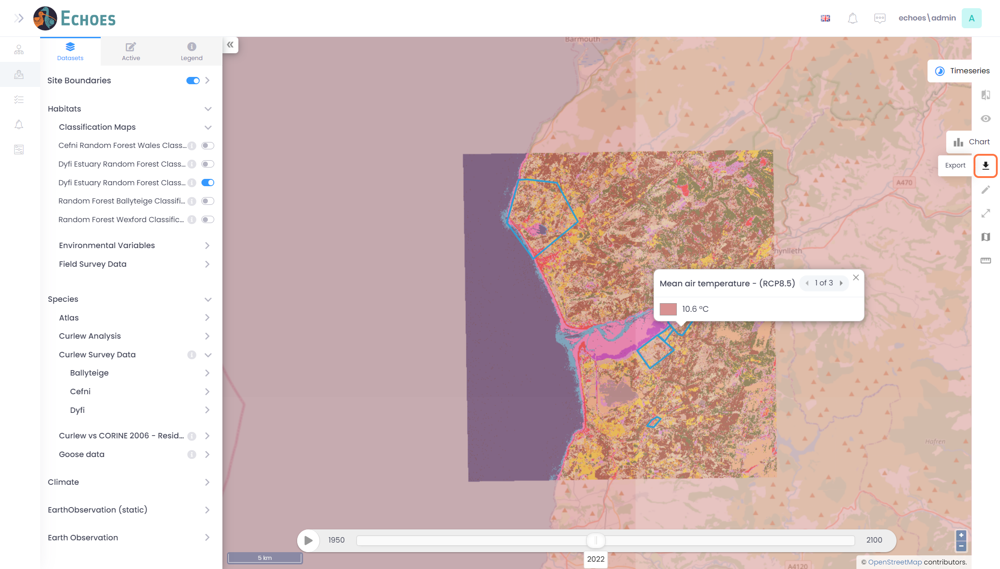 ECHOES
echoes\admin
A
Datasets
Active
Legend
Site Boundaries
Habitats
Classification Maps
Cefni Random Forest Wales Class...
Dyfi Estuary Random Forest Class...
Dyfi Estuary Random Forest Class...
Random Forest Ballyteige Classifi...
Random Forest Wexford Classific...
Environmental Variables
Field Survey Data
Species
Atlas
Curlew Analysis
Curlew Survey Data
Ballyteige
Cefni
Dyfi
Curlew vs CORINE 2006 - Resid...
Goose data
Climate
EarthObservation (static)
Earth Observation
Barmouth
Timeseries
Chart
Export
A470
hynlleth
Mean air temperature - (RCP8.5)
1 of 3
10.6 ºC
Hafren
1950
2100
2022
5 km
+
−
A4120
© OpenStreetMap contributors.